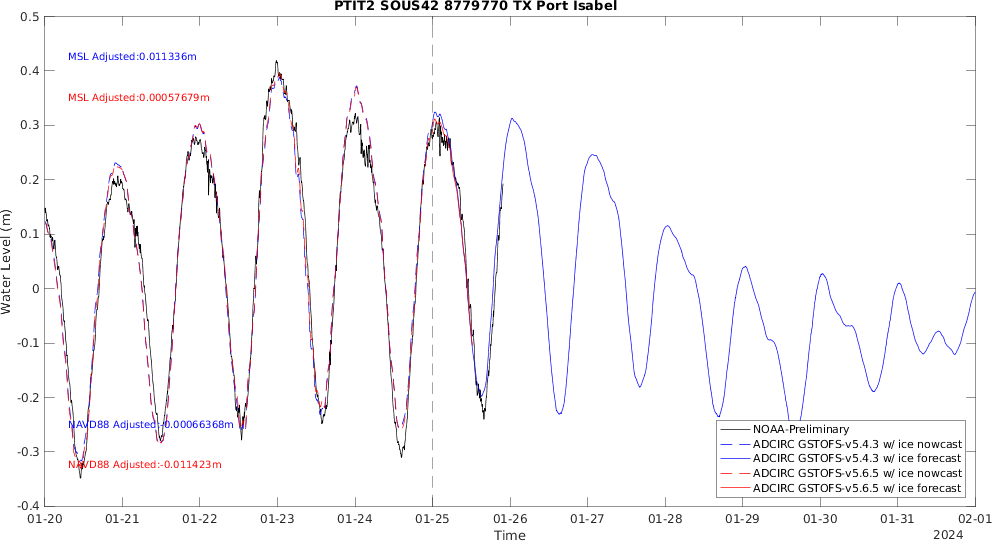 PTIT2 SOUS42 8779770 TX Port Isabel
0.5
0.4
0.3
0.2
0.1
0
-0.1
-0.2
-0.3
-0.4
Water Level (m)
MSL Adjusted:0.011336m
MSL Adjusted:0.00057679m
NAVD88 Adjusted:-0.00066368m
NAVD88 Adjusted:-0.011423m
NOAA-Preliminary
ADCIRC GSTOFS-v5.4.3 w/ ice nowcast
ADCIRC GSTOFS-v5.4.3 w/ ice forecast
ADCIRC GSTOFS-v5.6.5 w/ ice nowcast
ADCIRC GSTOFS-v5.6.5 w/ ice forecast
01-20 01-21 01-22 01-23 01-24 01-25 01-26 01-27 01-28 01-29 01-30 01-31 02-01
Time
2024